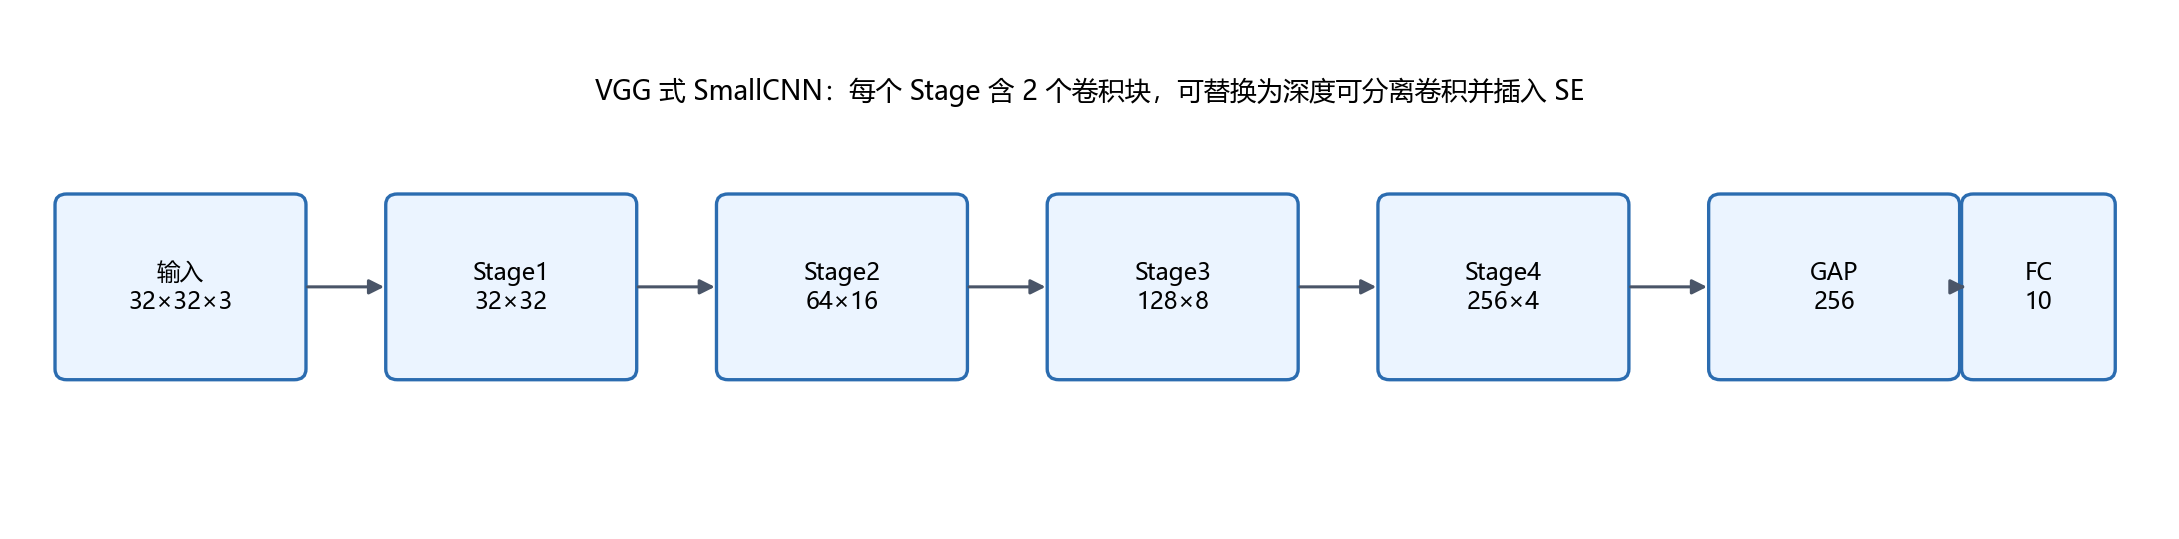 VGG 式 SmallCNN：每个 Stage 含 2 个卷积块，可替换为深度可分离卷积并插入 SE
输入
32×32×3
Stage1
32×32
Stage2
64×16
Stage3
128×8
Stage4
256×4
GAP
256
FC
10